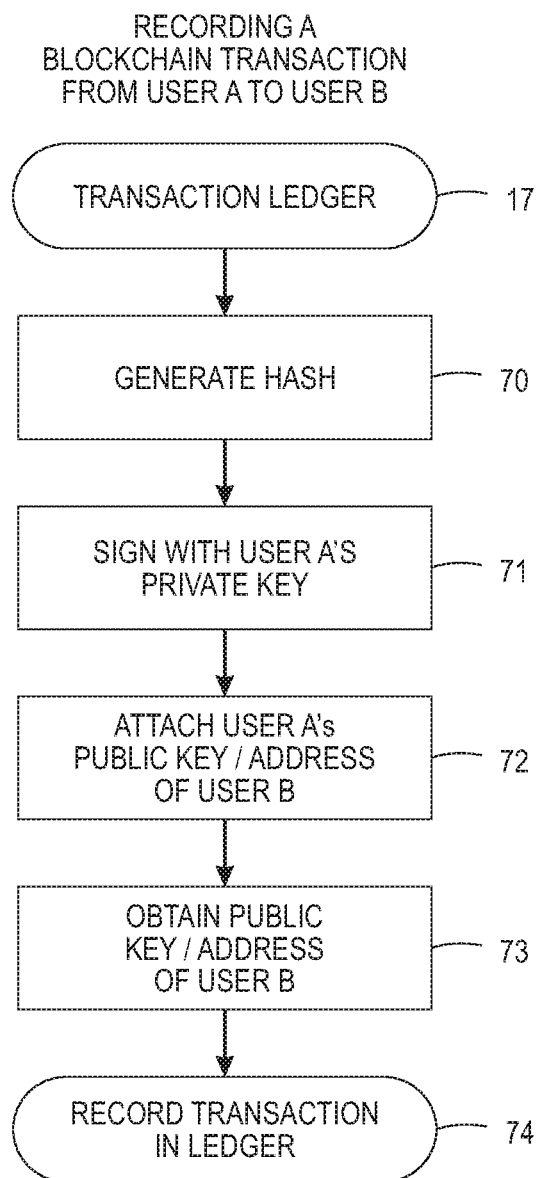 RECORDING A
BLOCKCHAIN TRANSACTION
FROM USER A TO USER B
TRANSACTION LEDGER
17
GENERATE HASH
70
SIGN WITH USER A'S
PRIVATE KEY
71
ATTACH USER A's
PUBLIC KEY / ADDRESS
OF USER B
72
OBTAIN PUBLIC
KEY / ADDRESS
OF USER B
73
RECORD TRANSACTION
IN LEDGER
74